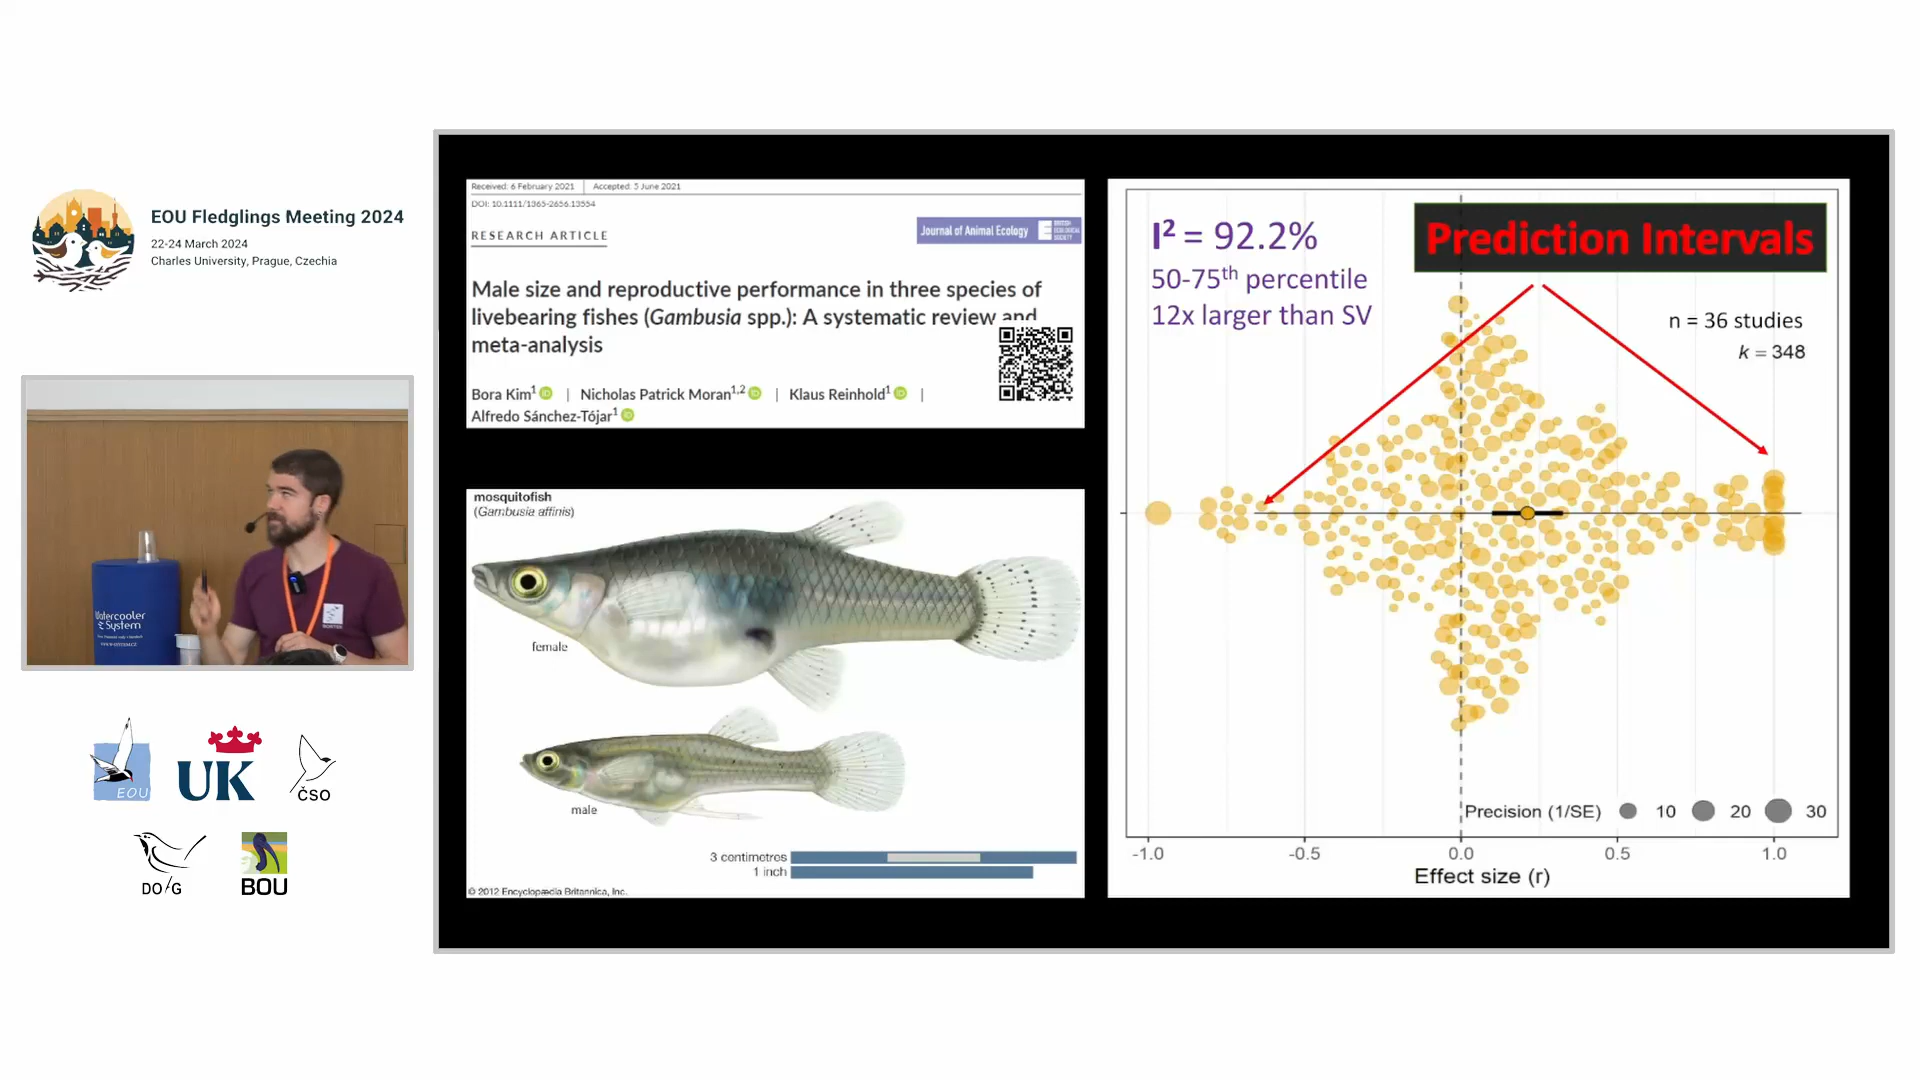 EOU Fledglings Meeting 2024
22-24 March 2024
Charles University, Prague, Czechia
Watercooler
System
EOU
UK
ČSO
DO/G
BOU
Received: 6 February 2021 | Accepted: 5 June 2021
DOI: 10.1111/1365-2656.13554
RESEARCH ARTICLE
Journal of Animal Ecology
BRITISH
ECOLOGICAL
SOCIETY
Male size and reproductive performance in three species of
livebearing fishes (Gambusia spp.): A systematic review and
meta-analysis
Bora Kim1 | Nicholas Patrick Moran1,2 | Klaus Reinhold1 |
Alfredo Sánchez-Tójar1
mosquitofish
(Gambusia affinis)
female
male
3 centimetres
1 inch
© 2012 Encyclopædia Britannica, Inc.
I² = 92.2%
50-75th percentile
12x larger than SV
Prediction Intervals
n = 36 studies
k = 348
Precision (1/SE) 10 20 30
-1.0 -0.5 0.0 0.5 1.0
Effect size (r)